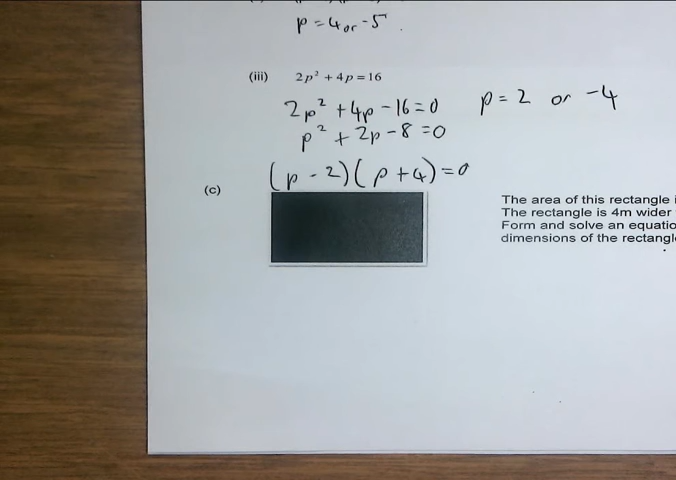 p = 4 or -5.
(iii) 2p² + 4p = 16
2p² + 4p - 16 = 0 p = 2 or -4
p² + 2p - 8 = 0
(p - 2)(p + 4) = 0
(c)
The area of this rectangle
The rectangle is 4m wider
Form and solve an
dimensions of the